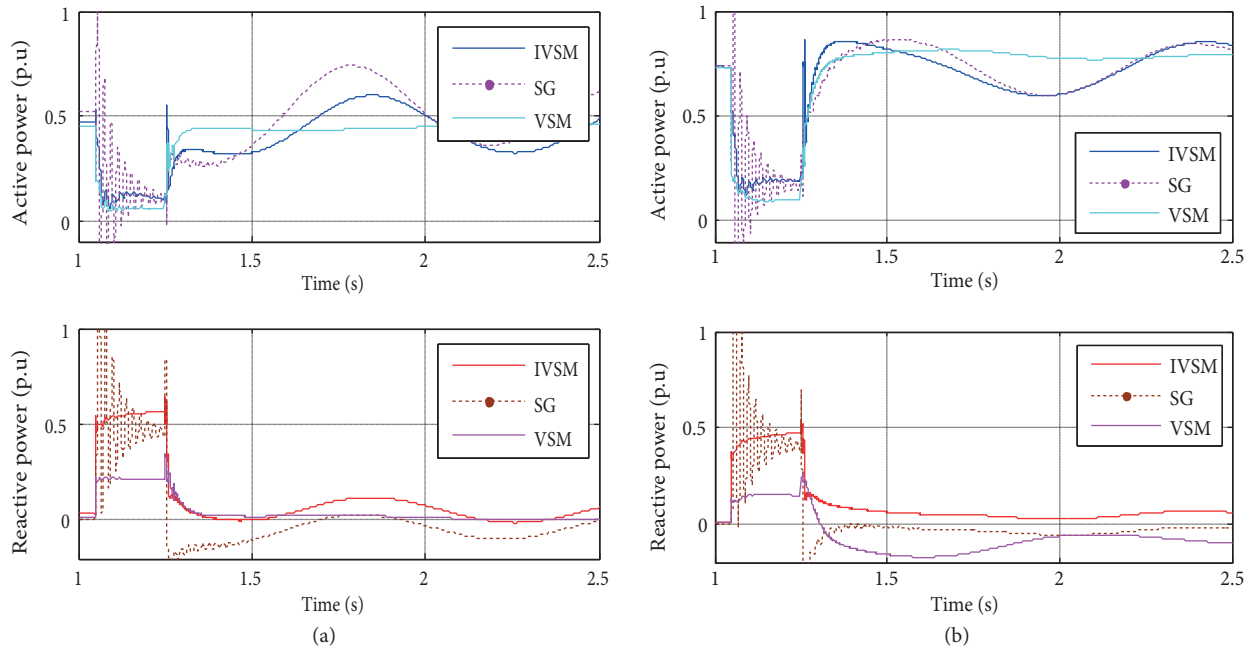 Active power (p.u)
1
0.5
0
IVSM
SG
VSM
1
1.5
2
2.5
Time (s)
Active power (p.u)
1
0.5
0
IVSM
SG
VSM
1
1.5
2
2.5
Time (s)
Reactive power (p.u)
1
0.5
0
IVSM
SG
VSM
1
1.5
2
2.5
Time (s)
(a)
Reactive power (p.u)
1
0.5
0
IVSM
SG
VSM
1
1.5
2
2.5
Time (s)
(b)